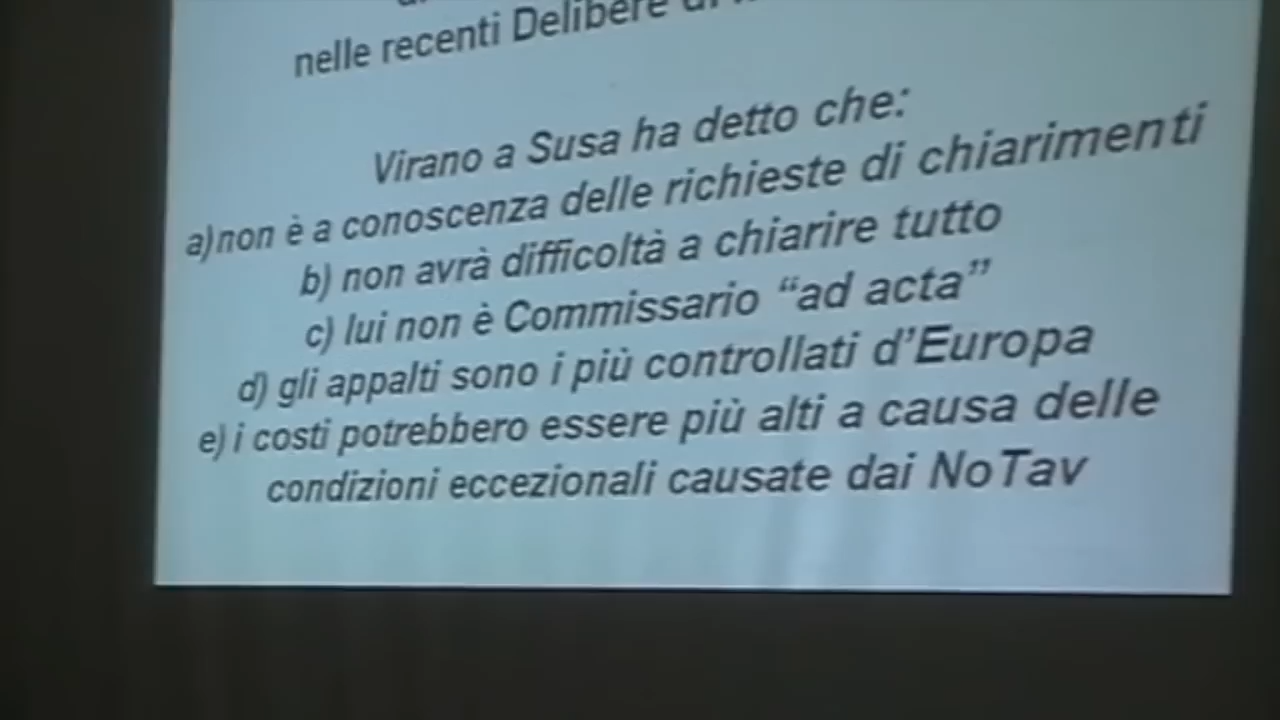 nelle recenti Delibere
Virano a Susa ha detto che:
a)non è a conoscenza delle richieste di chiarimenti
b) non avrà difficoltà a chiarire tutto
c) lui non è Commissario “ad acta”
d) gli appalti sono i più controllati d’Europa
e) i costi potrebbero essere più alti a causa delle
condizioni eccezionali causate dai NoTav